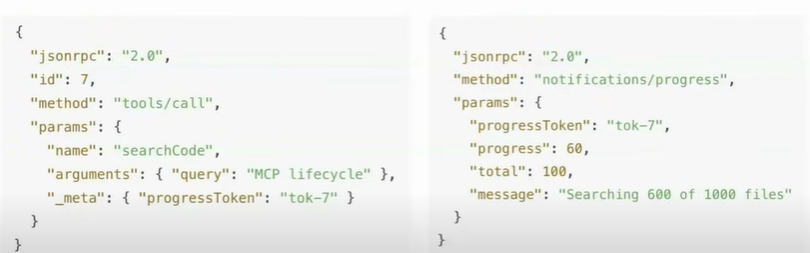 {
"jsonrpc": "2.0",
"id": 7,
"method": "tools/call",
"params": {
"name": "searchCode",
"arguments": { "query": "MCP lifecycle" },
"_meta": { "progressToken": "tok-7" }
}
}
{
"jsonrpc": "2.0",
"method": "notifications/progress",
"params": {
"progressToken": "tok-7",
"progress": 60,
"total": 100,
"message": "Searching 600 of 1000 files"
}
}